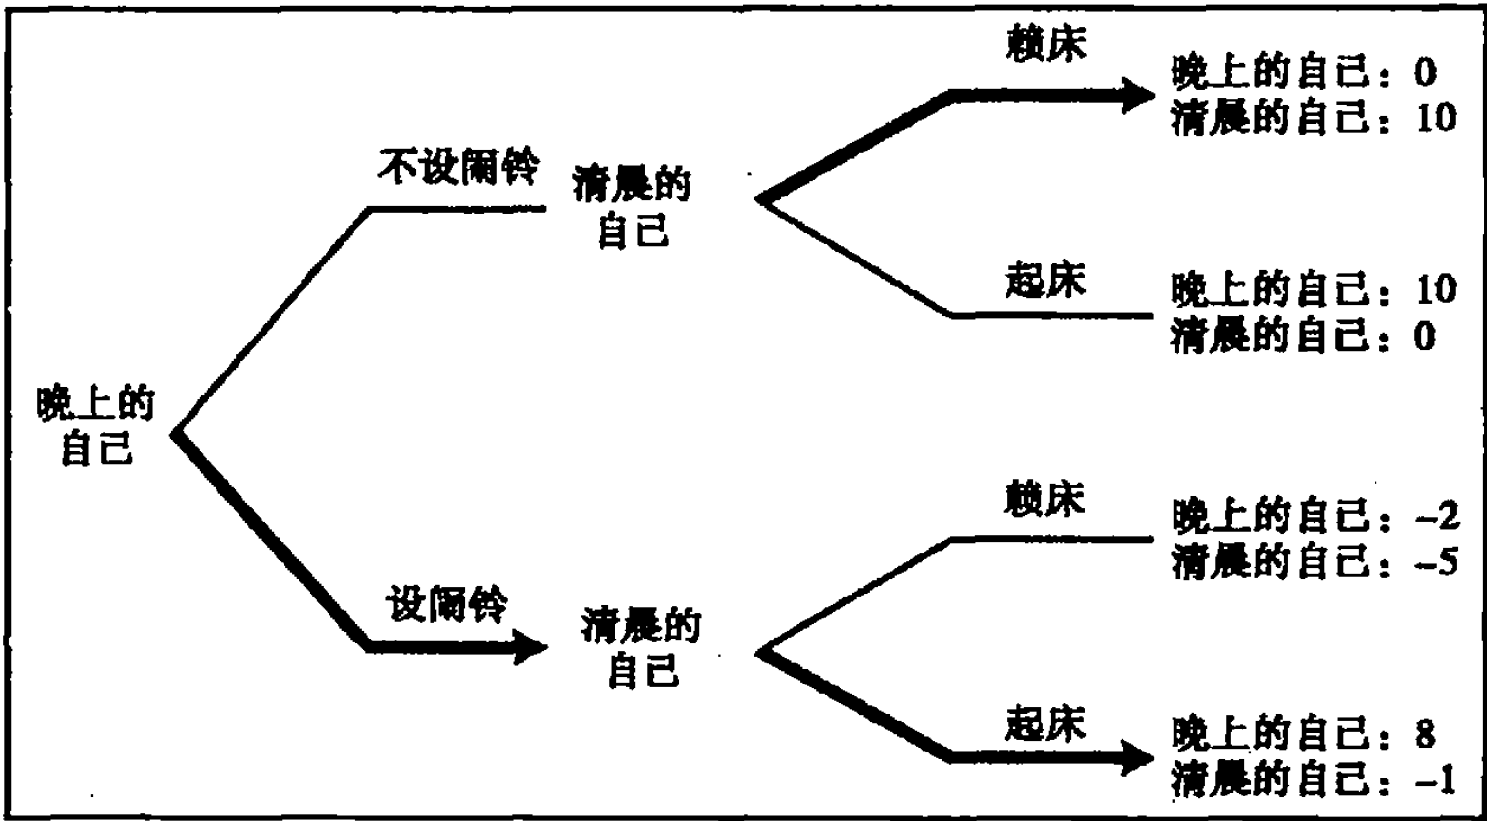 赖床
晚上的自己：0
清晨的自己：10
不设闹铃
清晨的
自己
起床
晚上的自己：10
清晨的自己：0
晚上的
自己
赖床
晚上的自己：-2
清晨的自己：-5
设闹铃
清晨的
自己
起床
晚上的自己：8
清晨的自己：-1